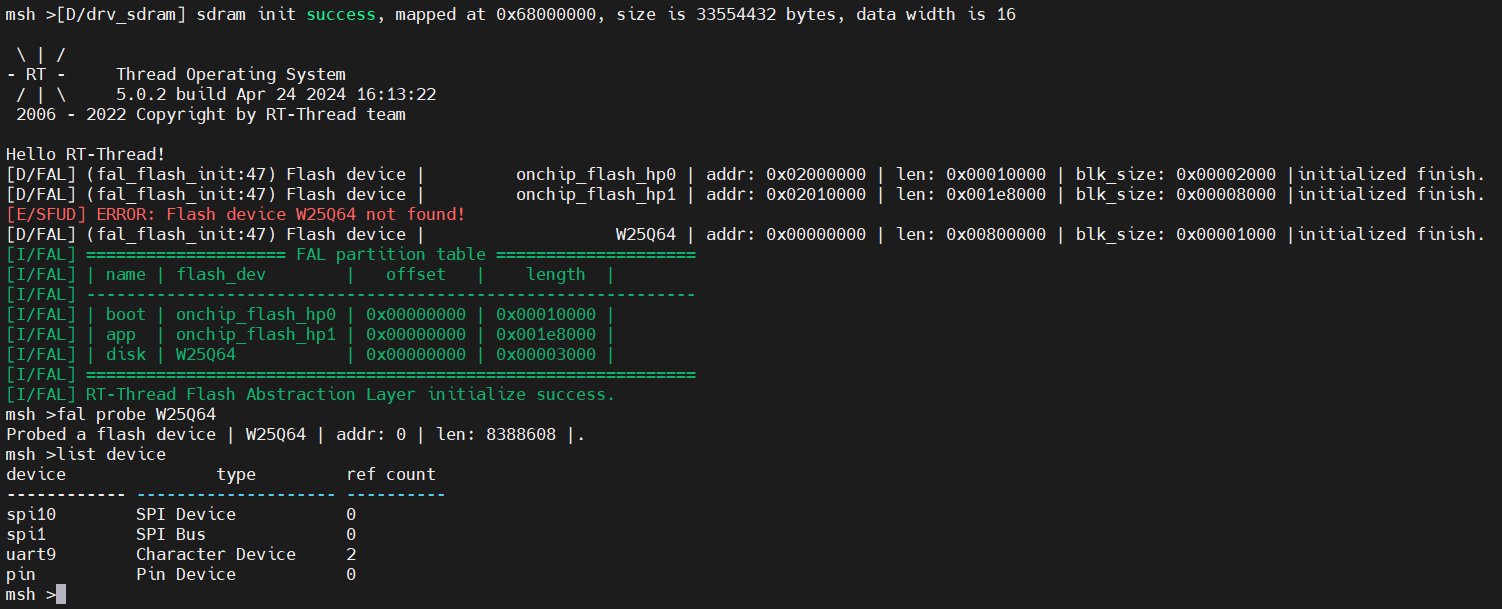 msh >[D/drv_sdram] sdram init success, mapped at 0x68000000, size is 33554432 bytes, data width is 16
 \ | /
- RT -     Thread Operating System
 / | \     5.0.2 build Apr 24 2024 16:13:22
 2006 - 2022 Copyright by RT-Thread team
Hello RT-Thread!
[D/FAL] (fal_flash_init:47) Flash device |         onchip_flash_hp0 | addr: 0x02000000 | len: 0x00010000 | blk_size: 0x00002000 |initialized finish.
[D/FAL] (fal_flash_init:47) Flash device |         onchip_flash_hp1 | addr: 0x02010000 | len: 0x001e8000 | blk_size: 0x00008000 |initialized finish.
[E/SFUD] ERROR: Flash device W25Q64 not found!
[D/FAL] (fal_flash_init:47) Flash device |                   W25Q64 | addr: 0x00000000 | len: 0x00800000 | blk_size: 0x00001000 |initialized finish.
[I/FAL] ==================== FAL partition table ====================
[I/FAL] | name | flash_dev        |   offset   |    length  |
[I/FAL] -------------------------------------------------------------
[I/FAL] | boot | onchip_flash_hp0 | 0x00000000 | 0x00010000 |
[I/FAL] | app  | onchip_flash_hp1 | 0x00000000 | 0x001e8000 |
[I/FAL] | disk | W25Q64           | 0x00000000 | 0x00003000 |
[I/FAL] =============================================================
[I/FAL] RT-Thread Flash Abstraction Layer initialize success.
msh >fal probe W25Q64
Probed a flash device | W25Q64 | addr: 0 | len: 8388608 |.
msh >list device
device               type         ref count
------------ -------------------- ----------
spi10        SPI Device           0
spi1         SPI Bus              0
uart9        Character Device     2
pin          Pin Device           0
msh >